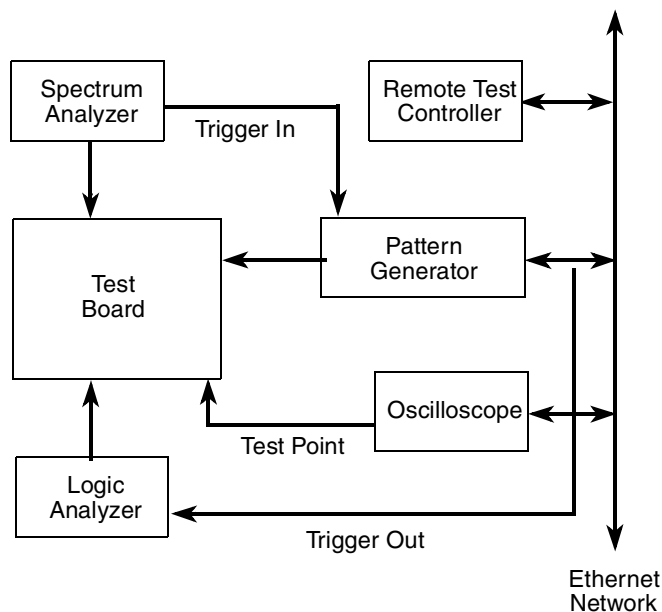 Spectrum
Analyzer
Trigger In
Remote Test
Controller
Test
Board
Pattern
Generator
Oscilloscope
Test Point
Logic
Analyzer
Trigger Out
Ethernet
Network